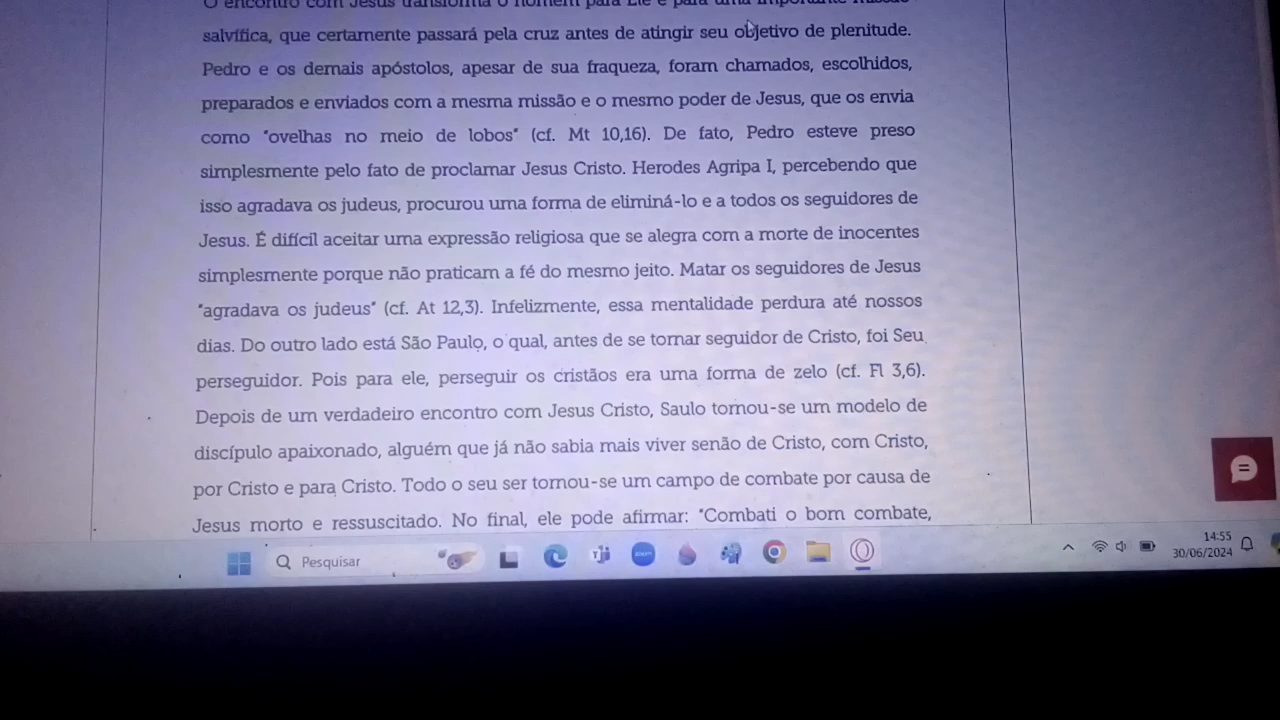 O encontro com Jesus transforma o homem para Ele e para uma importante missão
salvífica, que certamente passará pela cruz antes de atingir seu objetivo de plenitude.
Pedro e os demais apóstolos, apesar de sua fraqueza, foram chamados, escolhidos,
preparados e enviados com a mesma missão e o mesmo poder de Jesus, que os envia
como "ovelhas no meio de lobos" (cf. Mt 10,16). De fato, Pedro esteve preso
simplesmente pelo fato de proclamar Jesus Cristo. Herodes Agripa I, percebendo que
isso agradava os judeus, procurou uma forma de eliminá-lo e a todos os seguidores de
Jesus. É difícil aceitar uma expressão religiosa que se alegra com a morte de inocentes
simplesmente porque não praticam a fé do mesmo jeito. Matar os seguidores de Jesus
"agradava os judeus" (cf. At 12,3). Infelizmente, essa mentalidade perdura até nossos
dias. Do outro lado está São Paulo, o qual, antes de se tornar seguidor de Cristo, foi Seu
perseguidor. Pois para ele, perseguir os cristãos era uma forma de zelo (cf. Fl 3,6).
Depois de um verdadeiro encontro com Jesus Cristo, Saulo tornou-se um modelo de
discípulo apaixonado, alguém que já não sabia mais viver senão de Cristo, com Cristo,
por Cristo e para Cristo. Todo o seu ser tornou-se um campo de combate por causa de
Jesus morto e ressuscitado. No final, ele pode afirmar: "Combati o bom combate,
Pesquisar
14:55
30/06/2024